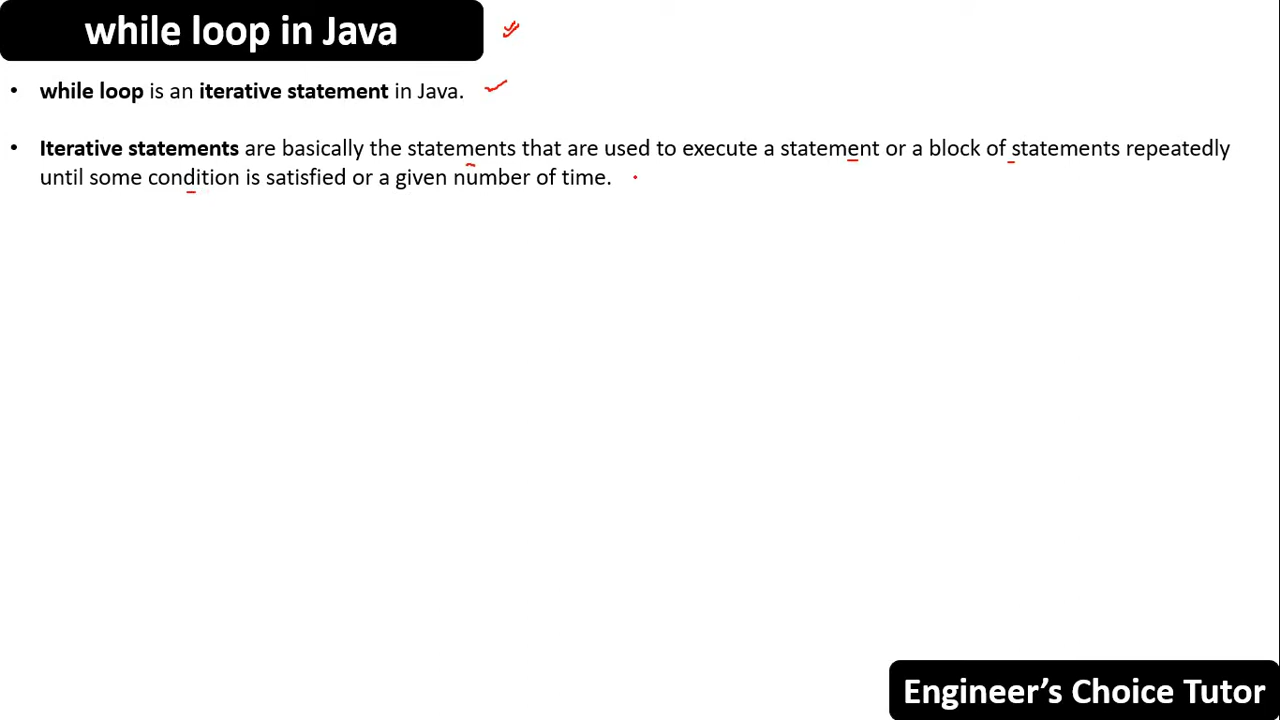 while loop in Java
• while loop is an iterative statement in Java.
• Iterative statements are basically the statements that are used to execute a statement or a block of statements repeatedly
until some condition is satisfied or a given number of time.
Engineer’s Choice Tutor